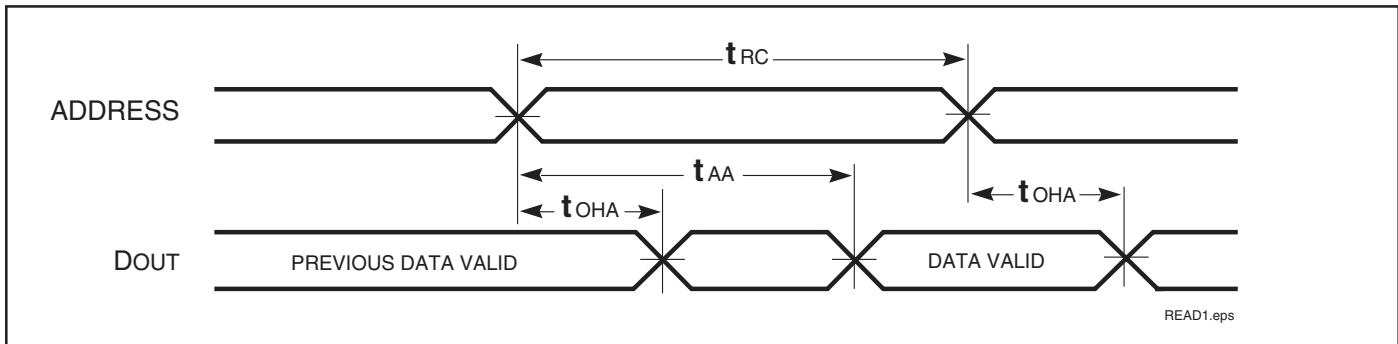 tRC
ADDRESS
tAA
tOHA
tOHA
DOUT
PREVIOUS DATA VALID
DATA VALID
READ1.eps